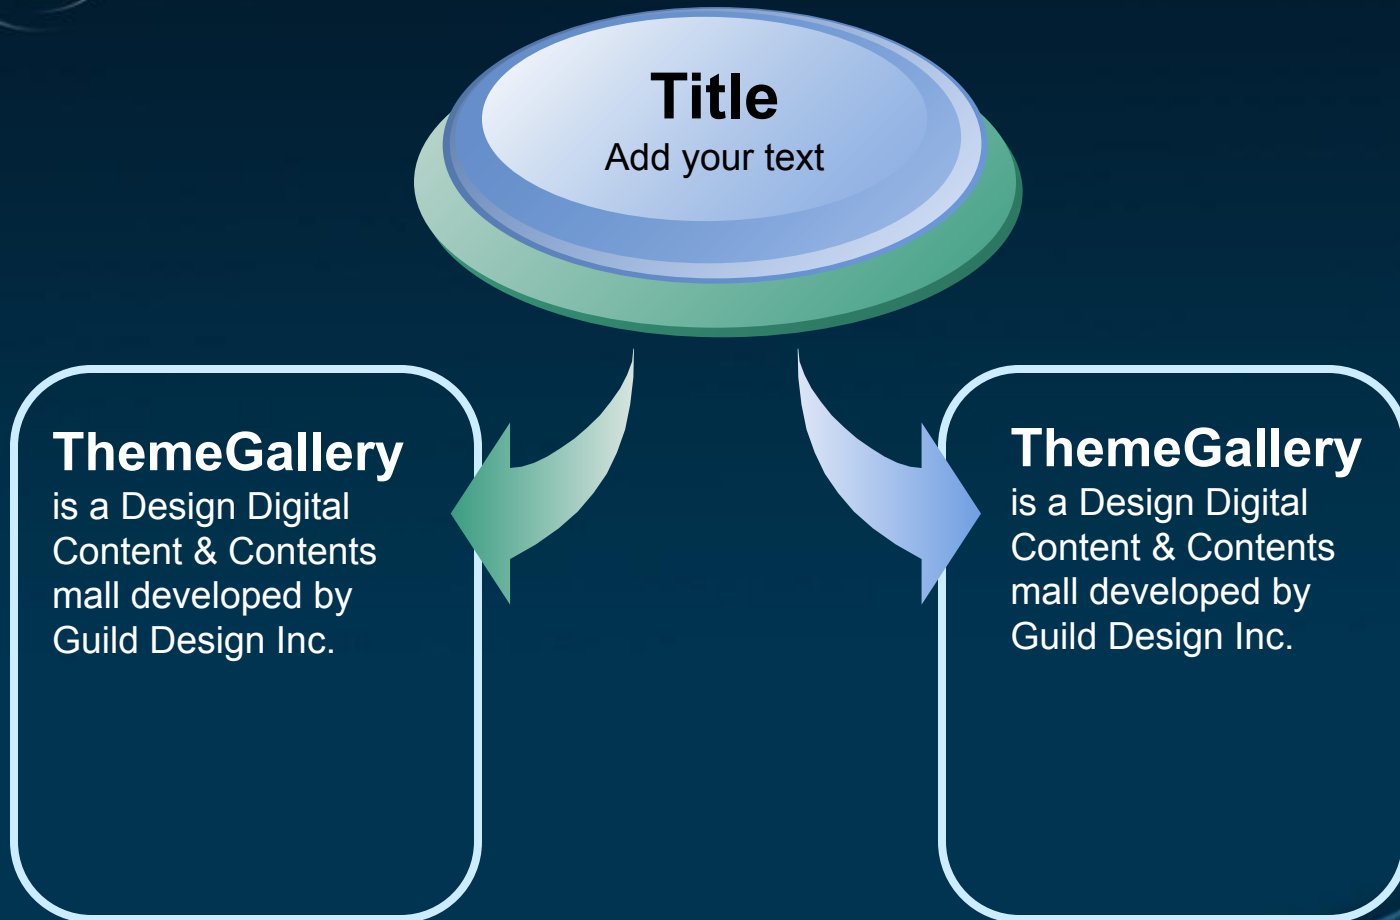 Title
Add your text
ThemeGallery
is a Design Digital
Content & Contents
mall developed by
Guild Design Inc.
ThemeGallery
is a Design Digital
Content & Contents
mall developed by
Guild Design Inc.